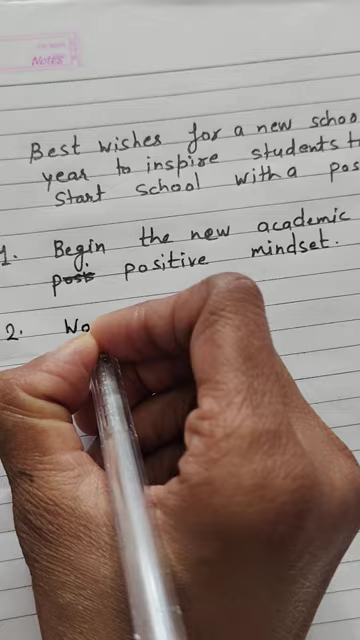 Notes
Best wishes for a new schoo
year to inspire students t
Start school with a pos
1. Begin the new academic
posi positive mindset.
2. Wo